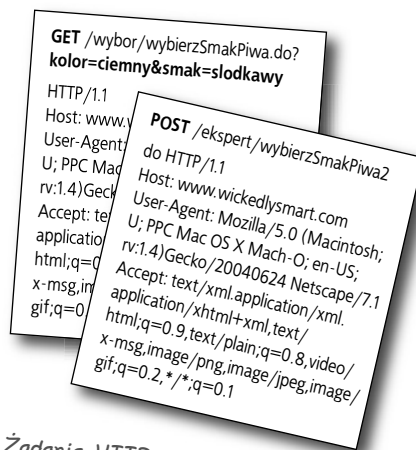 GET /wybor/wybierzSmakPiwa.do?
kolor=ciemny&smak=slodkawy
HTTP/1.1
Host: www.
User-Agent:
U; PPC Mac
rv:1.4)Geck
Accept: te
applicatio
html;q=0
x-msg,im
gif;q=0
POST /ekspert/wybierzSmakPiwa2
do HTTP/1.1
Host: www.wickedlysmart.com
User-Agent: Mozilla/5.0 (Macintosh;
U; PPC Mac OS X Mach-O; en-US;
rv:1.4)Gecko/20040624 Netscape/7.1
Accept: text/xml.application/xml.
application/xhtml+xml,text/
html;q=0.9,text/plain;q=0.8,video/
x-msg,image/png,image/jpeg,image/
gif;q=0.2,*/*;q=0.1